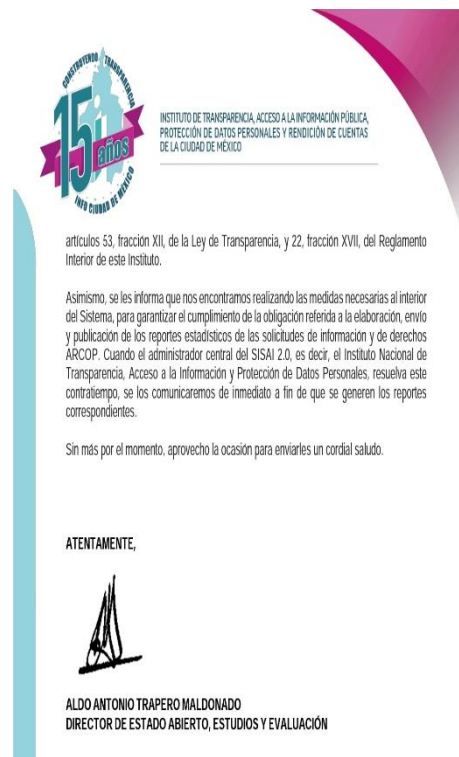 CONSTRUYENDO TRANSPARENCIA
15 años
INFO CIUDAD DE MÉXICO
INSTITUTO DE TRANSPARENCIA, ACCESO A LA INFORMACIÓN PÚBLICA,
PROTECCIÓN DE DATOS PERSONALES Y RENDICIÓN DE CUENTAS
DE LA CIUDAD DE MÉXICO
artículos 53, fracción XII, de la Ley de Transparencia, y 22, fracción XVII, del Reglamento
Interior de este Instituto.
Asimismo, se les informa que nos encontramos realizando las medidas necesarias al interior
del Sistema, para garantizar el cumplimiento de la obligación referida a la elaboración, envío
y publicación de los reportes estadísticos de las solicitudes de información y de derechos
ARCOP. Cuando el administrador central del SISAI 2.0, es decir, el Instituto Nacional de
Transparencia, Acceso a la Información y Protección de Datos Personales, resuelva este
contratiempo, se los comunicaremos de inmediato a fin de que se generen los reportes
correspondientes.
Sin más por el momento, aprovecho la ocasión para enviarles un cordial saludo.
ATENTAMENTE,
ALDO ANTONIO TRAPERO MALDONADO
DIRECTOR DE ESTADO ABIERTO, ESTUDIOS Y EVALUACIÓN